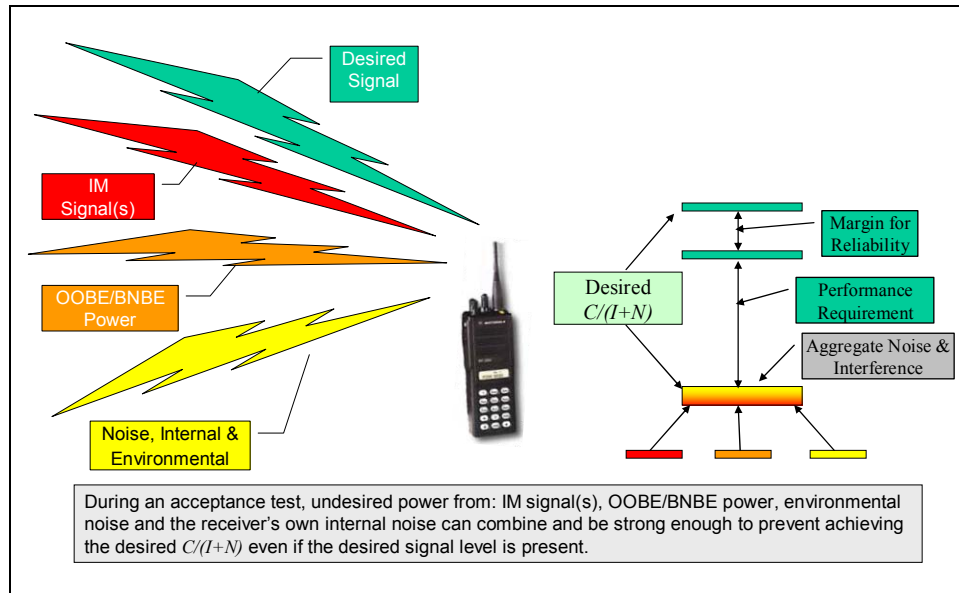 Desired
Signal
IM
Signal(s)
OOBE/BNBE
Power
Noise, Internal &
Environmental
MOTOROLA
Desired
C/(I+N)
Margin for
Reliability
Performance
Requirement
Aggregate Noise &
Interference
During an acceptance test, undesired power from: IM signal(s), OOBE/BNBE power, environmental
noise and the receiver's own internal noise can combine and be strong enough to prevent achieving
the desired C/(I+N) even if the desired signal level is present.